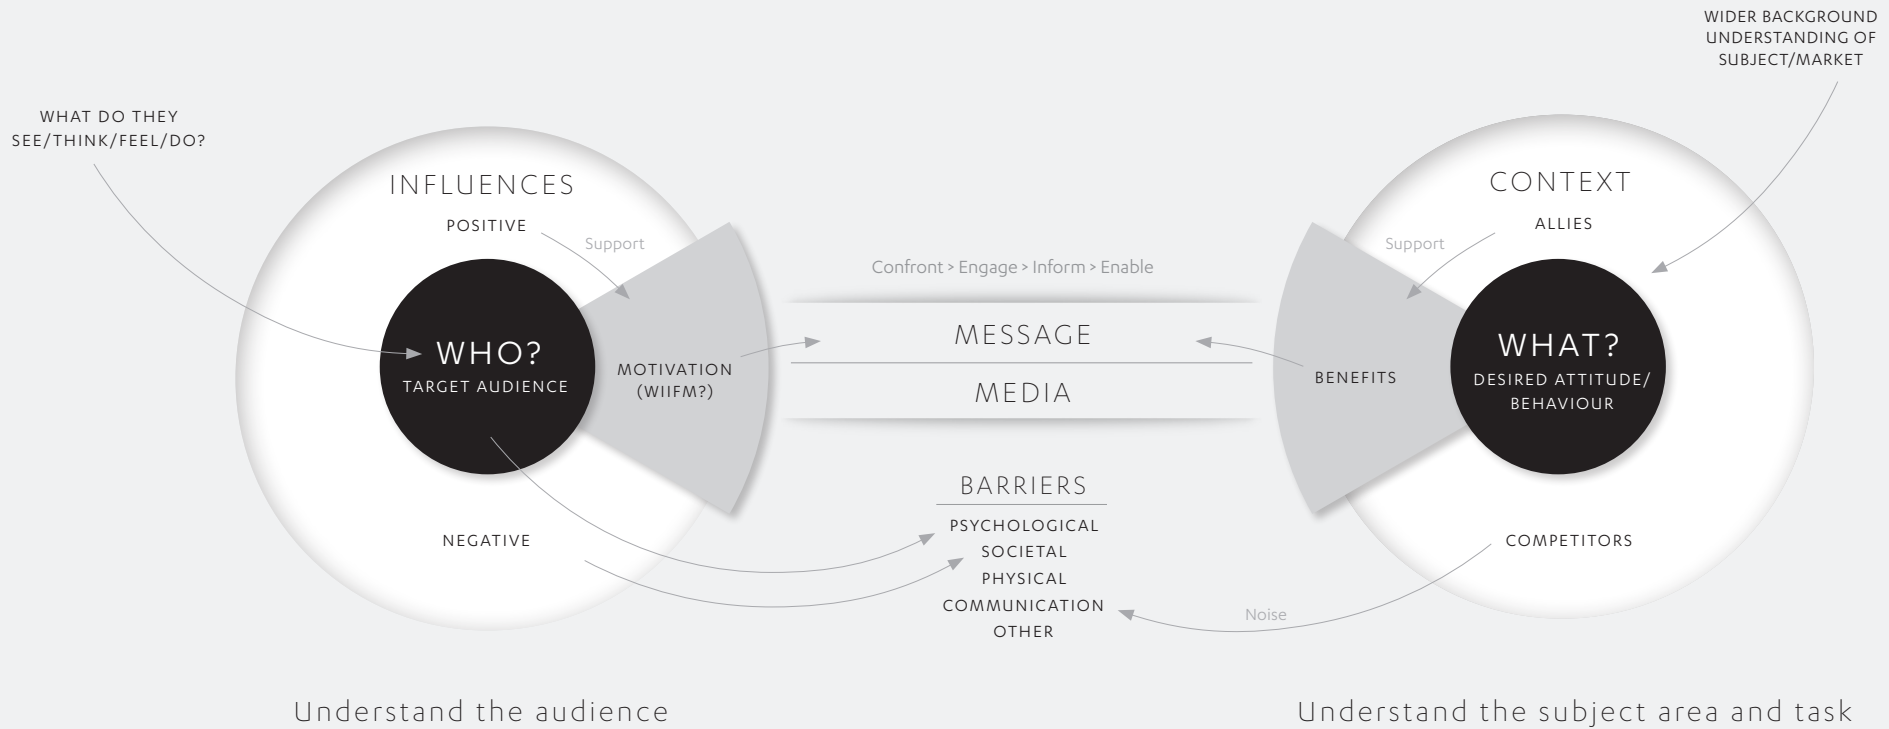 WIDER BACKGROUND
UNDERSTANDING OF
SUBJECT/MARKET
WHAT DO THEY
SEE/THINK/FEEL/DO?
INFLUENCES
POSITIVE
Support
WHO?
TARGET AUDIENCE
MOTIVATION
(WIIFM?)
NEGATIVE
Confront > Engage > Inform > Enable
MESSAGE
MEDIA
BARRIERS
PSYCHOLOGICAL
SOCIETAL
PHYSICAL
COMMUNICATION
OTHER
CONTEXT
ALLIES
Support
BENEFITS
WHAT?
DESIRED ATTITUDE/
BEHAVIOUR
COMPETITORS
Noise
Understand the audience
Understand the subject area and task